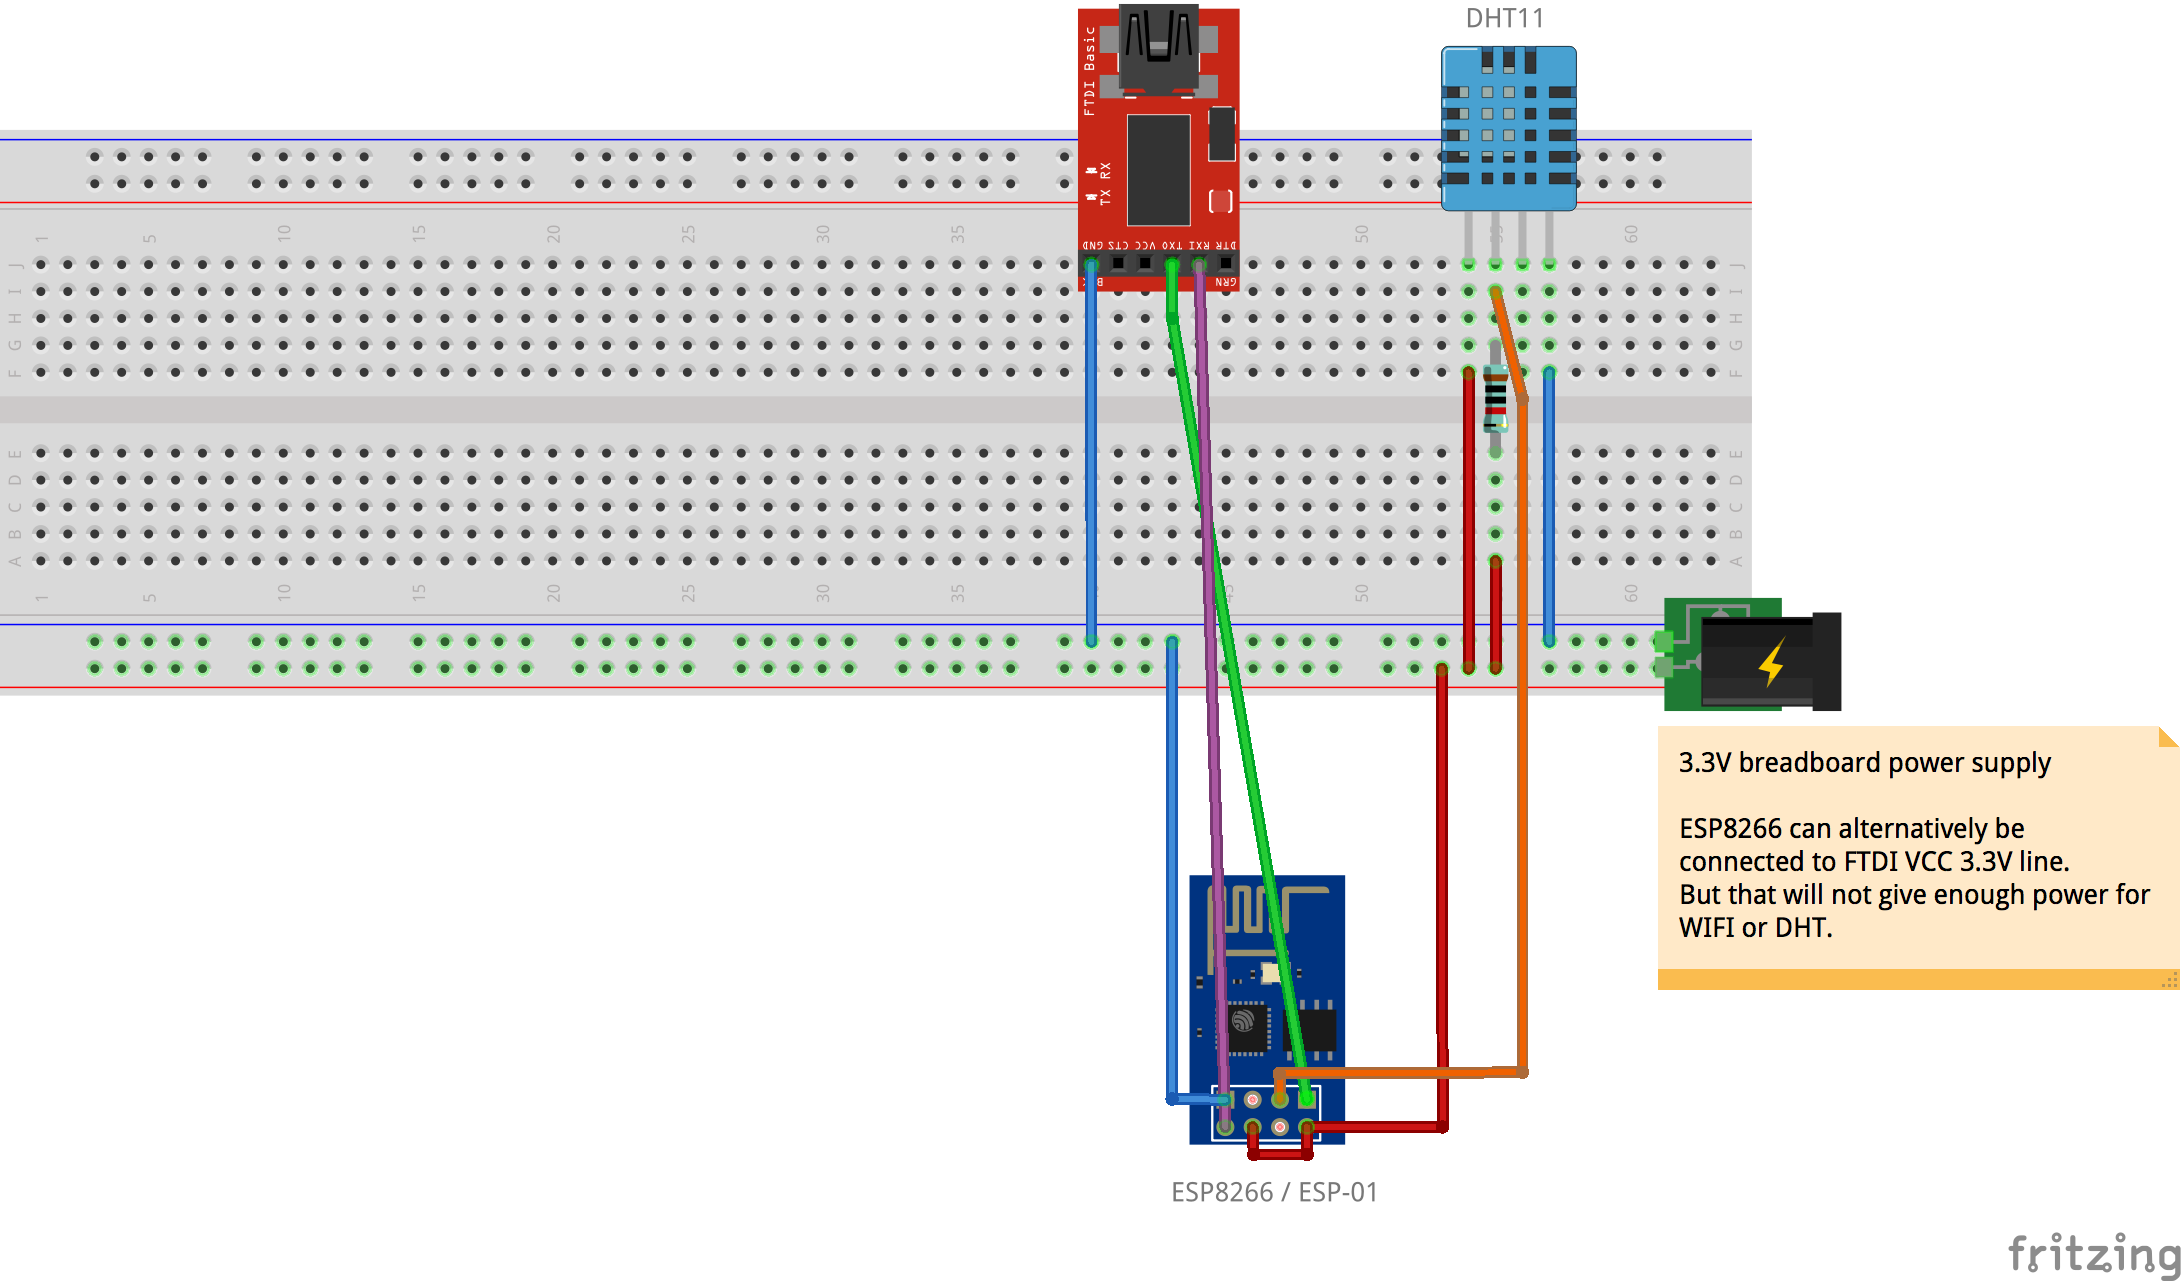 DHT11
FTDI Basic
TX RX
GND CTS VCC TXO RXI DTR
GRN
1 5 10 15 20 25 30 35 50 60
J J
I I
H H
G G
F F
E E
D D
C C
B B
A A
1 5 10 15 20 25 30 35 50 60
3.3V breadboard power supply
ESP8266 can alternatively be
connected to FTDI VCC 3.3V line.
But that will not give enough power for
WIFI or DHT.
ESP8266 / ESP-01
fritzing